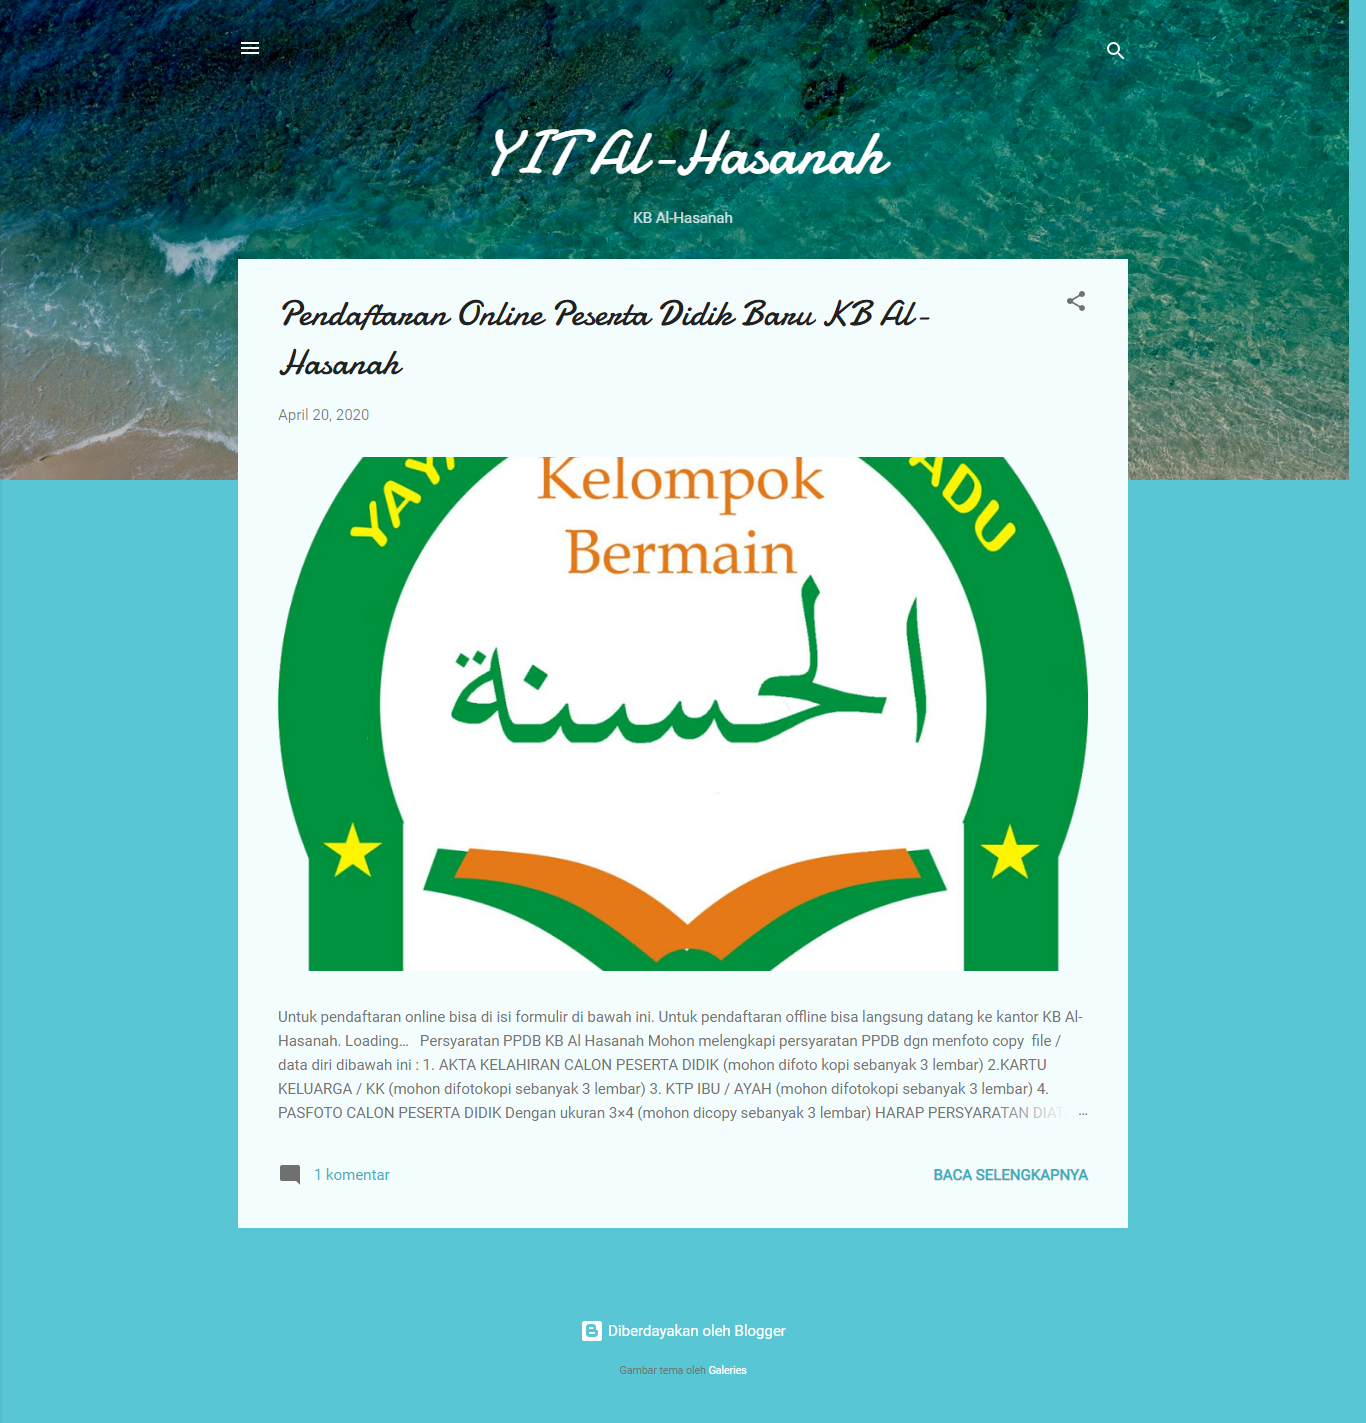 YIT Al-Hasanah
KB Al-Hasanah
Pendaftaran Online Peserta Didik Baru KB Al-
Hasanah
April 20, 2020
YAYA
ADU
Kelompok
Bermain
الحسنة
Untuk pendaftaran online bisa di isi formulir di bawah ini. Untuk pendaftaran offline bisa langsung datang ke kantor KB Al-
Hasanah. Loading...   Persyaratan PPDB KB Al Hasanah Mohon melengkapi persyaratan PPDB dgn menfoto copy  file /
data diri dibawah ini : 1. AKTA KELAHIRAN CALON PESERTA DIDIK (mohon difoto kopi sebanyak 3 lembar) 2.KARTU
KELUARGA / KK (mohon difotokopi sebanyak 3 lembar) 3. KTP IBU / AYAH (mohon difotokopi sebanyak 3 lembar) 4.
PASFOTO CALON PESERTA DIDIK Dengan ukuran 3×4 (mohon dicopy sebanyak 3 lembar) HARAP PERSYARATAN DIAT ...
1 komentar
BACA SELENGKAPNYA
Diberdayakan oleh Blogger
Gambar tema oleh Galeries